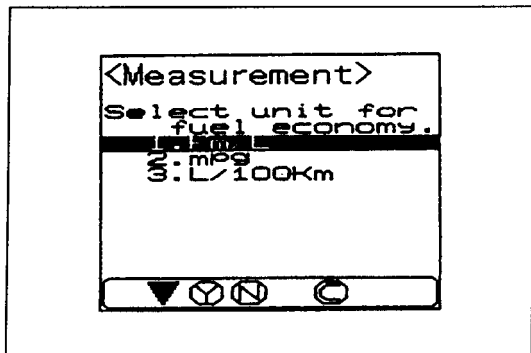 <Measurement>
Select unit for
fuel economy.
2.mpg
3.L/100Km
Y N C